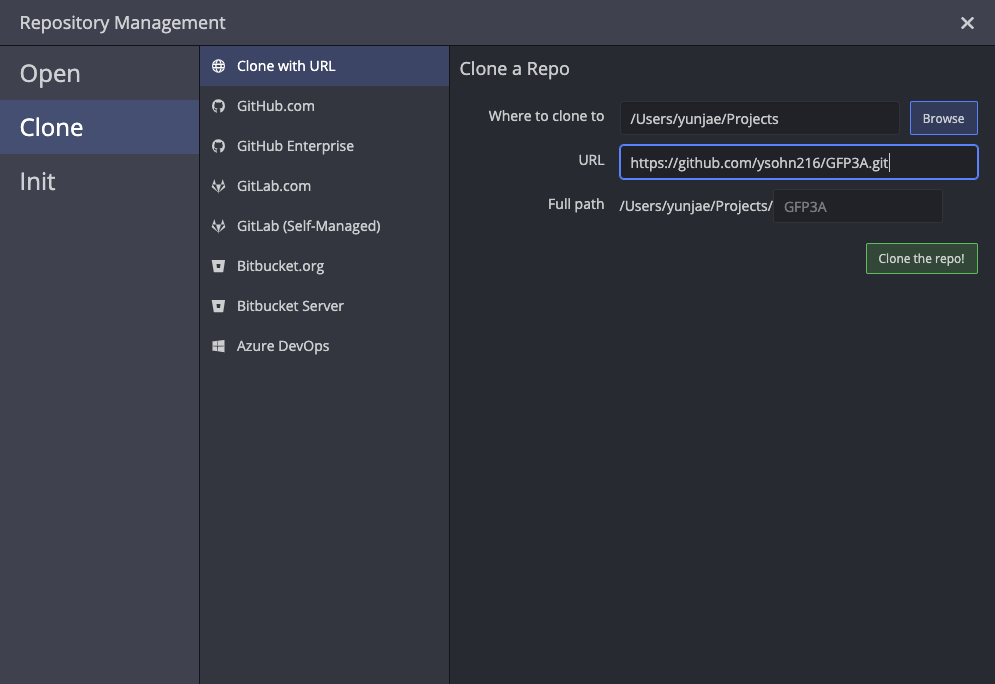 Repository Management
Open
Clone
Init
Clone with URL
GitHub.com
GitHub Enterprise
GitLab.com
GitLab (Self-Managed)
Bitbucket.org
Bitbucket Server
Azure DevOps
Clone a Repo
Where to clone to /Users/yunjae/Projects Browse
URL https://github.com/ysohn216/GFP3A.git
Full path /Users/yunjae/Projects/ GFP3A
Clone the repo!